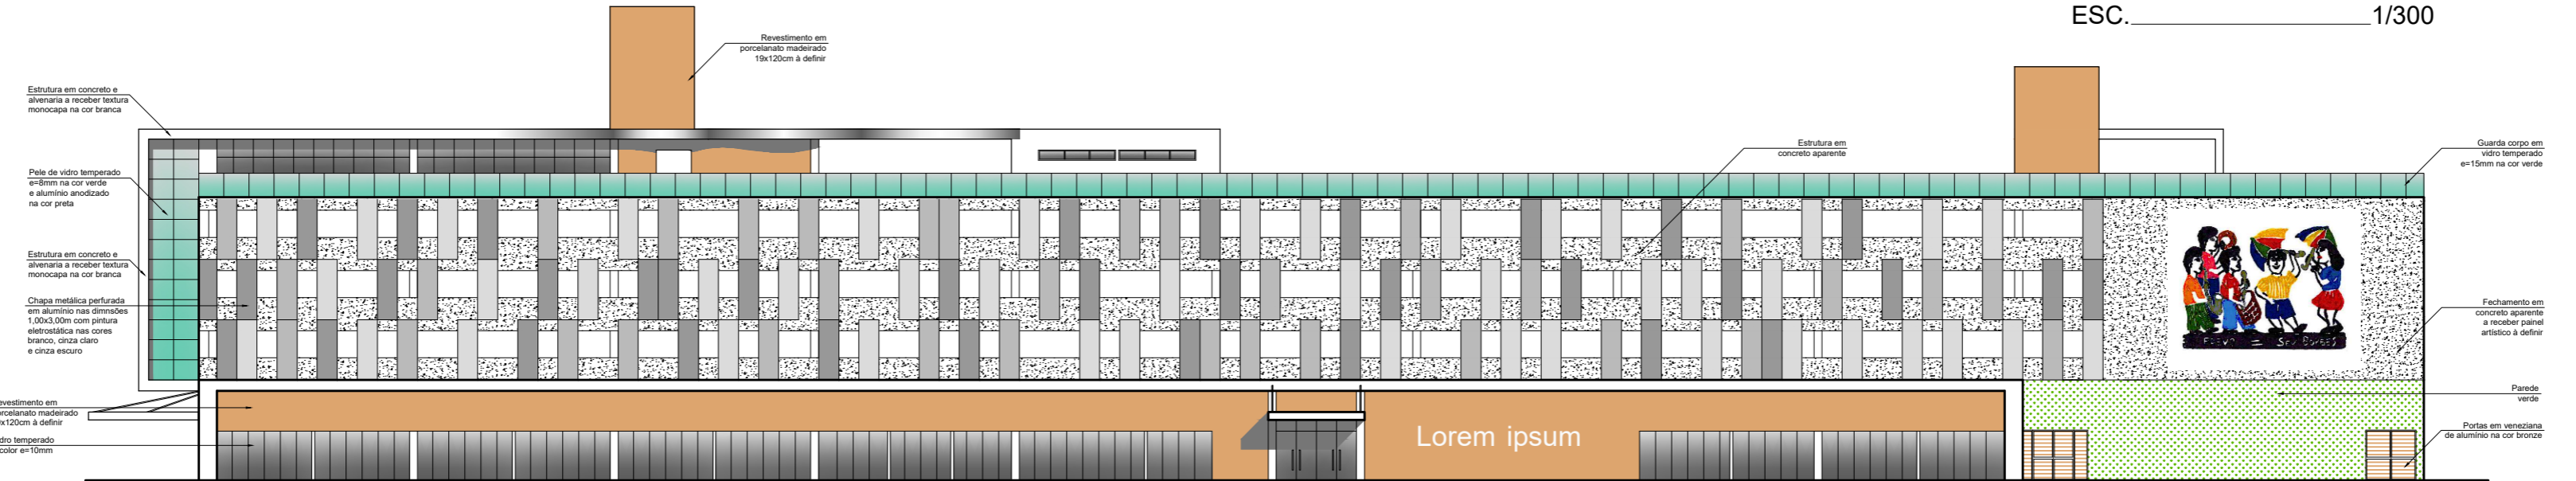 ESC. 1/300
Revestimento em
porcelanato madeirado
19x120cm à definir
Estrutura em concreto e
alvenaria a receber textura
monocapa na cor branca
Pele de vidro temperado
e=8mm na cor verde
e alumínio anodizado
na cor preta
Estrutura em concreto e
alvenaria a receber textura
monocapa na cor branca
Chapa metálica perfurada
em alumínio nas dimnsões
1,00x3,00m com pintura
eletrostática nas cores
branco, cinza claro
e cinza escuro
evestimento em
orcelanato madeirado
9x120cm à definir
dro temperado
color e=10mm
Estrutura em
concreto aparente
Guarda corpo em
vidro temperado
e=15mm na cor verde
Fechamento em
concreto aparente
a receber painel
artístico à definir
Parede
verde
Portas em veneziana
de alumínio na cor bronze
Lorem ipsum